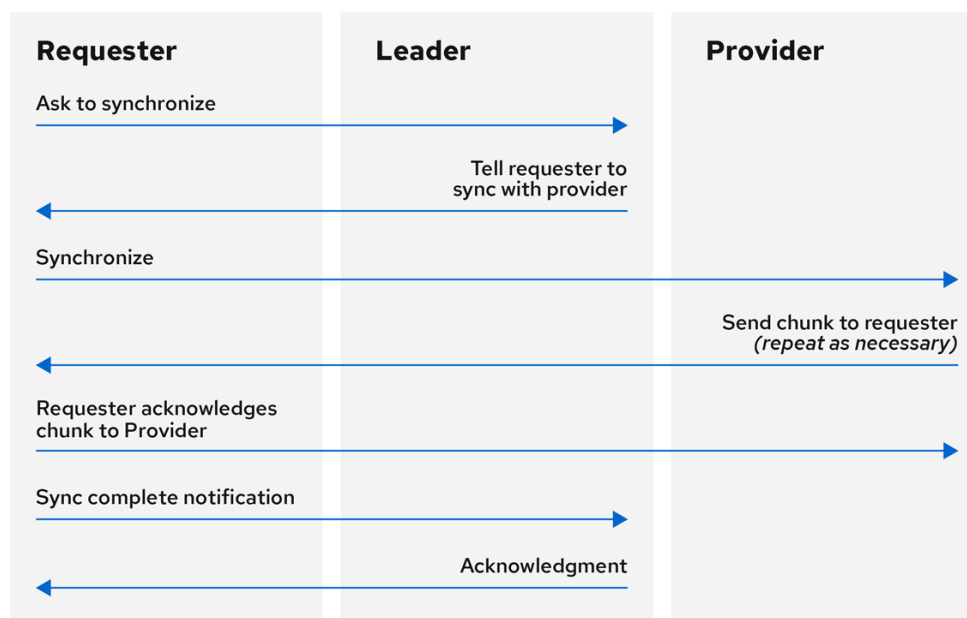 Requester
Leader
Provider
Ask to synchronize
Tell requester to
sync with provider
Synchronize
Send chunk to requester
(repeat as necessary)
Requester acknowledges
chunk to Provider
Sync complete notification
Acknowledgment